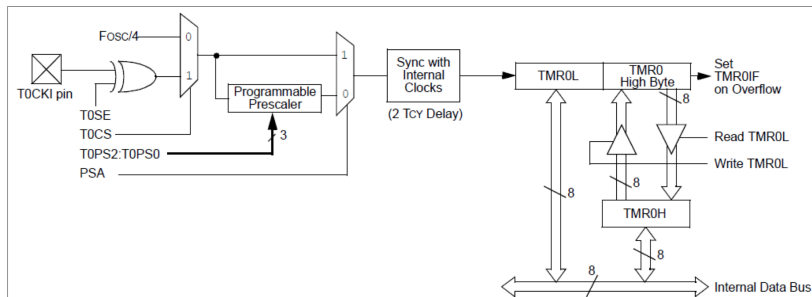 FOSC/4
0
1
T0CKI pin
T0SE
T0CS
T0PS2:T0PS0
PSA
Programmable
Prescaler
3
1
0
Sync with
Internal
Clocks
(2 TCY Delay)
TMR0L
TMR0
High Byte
Set
TMR0IF
on Overflow
8
Read TMR0L
Write TMR0L
8
8
TMR0H
8
8
Internal Data Bus